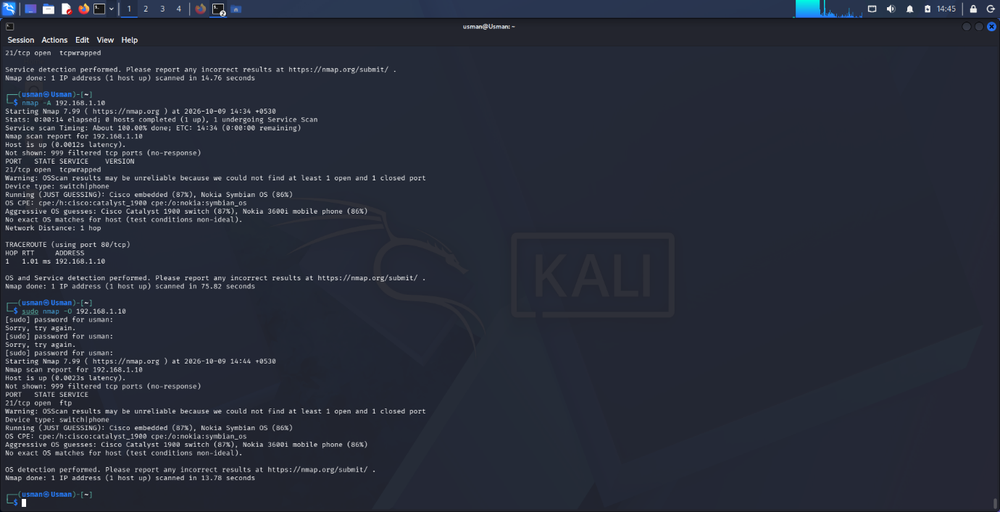 1 2 3 4 2 14:45
usman@Usman: ~
Session Actions Edit View Help
21/tcp open  tcpwrapped
Service detection performed. Please report any incorrect results at https://nmap.org/submit/ .
Nmap done: 1 IP address (1 host up) scanned in 14.76 seconds
┌──(usman㉿Usman)-[~]
└─$ nmap -A 192.168.1.10
Starting Nmap 7.99 ( https://nmap.org ) at 2026-10-09 14:34 +0530
Stats: 0:00:14 elapsed; 0 hosts completed (1 up), 1 undergoing Service Scan
Service scan Timing: About 100.00% done; ETC: 14:34 (0:00:00 remaining)
Nmap scan report for 192.168.1.10
Host is up (0.0012s latency).
Not shown: 999 filtered tcp ports (no-response)
PORT   STATE SERVICE    VERSION
21/tcp open  tcpwrapped
Warning: OSScan results may be unreliable because we could not find at least 1 open and 1 closed port
Device type: switch|phone
Running (JUST GUESSING): Cisco embedded (87%), Nokia Symbian OS (86%)
OS CPE: cpe:/h:cisco:catalyst_1900 cpe:/o:nokia:symbian_os
Aggressive OS guesses: Cisco Catalyst 1900 switch (87%), Nokia 3600i mobile phone (86%)
No exact OS matches for host (test conditions non-ideal).
Network Distance: 1 hop
TRACEROUTE (using port 80/tcp)
HOP RTT     ADDRESS
1   1.01 ms 192.168.1.10
OS and Service detection performed. Please report any incorrect results at https://nmap.org/submit/ .
Nmap done: 1 IP address (1 host up) scanned in 75.82 seconds
┌──(usman㉿Usman)-[~]
└─$ sudo nmap -O 192.168.1.10
[sudo] password for usman:
Sorry, try again.
[sudo] password for usman:
Sorry, try again.
[sudo] password for usman:
Starting Nmap 7.99 ( https://nmap.org ) at 2026-10-09 14:44 +0530
Nmap scan report for 192.168.1.10
Host is up (0.0023s latency).
Not shown: 999 filtered tcp ports (no-response)
PORT   STATE SERVICE
21/tcp open  ftp
Warning: OSScan results may be unreliable because we could not find at least 1 open and 1 closed port
Device type: switch|phone
Running (JUST GUESSING): Cisco embedded (87%), Nokia Symbian OS (86%)
OS CPE: cpe:/h:cisco:catalyst_1900 cpe:/o:nokia:symbian_os
Aggressive OS guesses: Cisco Catalyst 1900 switch (87%), Nokia 3600i mobile phone (86%)
No exact OS matches for host (test conditions non-ideal).
OS detection performed. Please report any incorrect results at https://nmap.org/submit/ .
Nmap done: 1 IP address (1 host up) scanned in 13.78 seconds
┌──(usman㉿Usman)-[~]
└─$
KALI